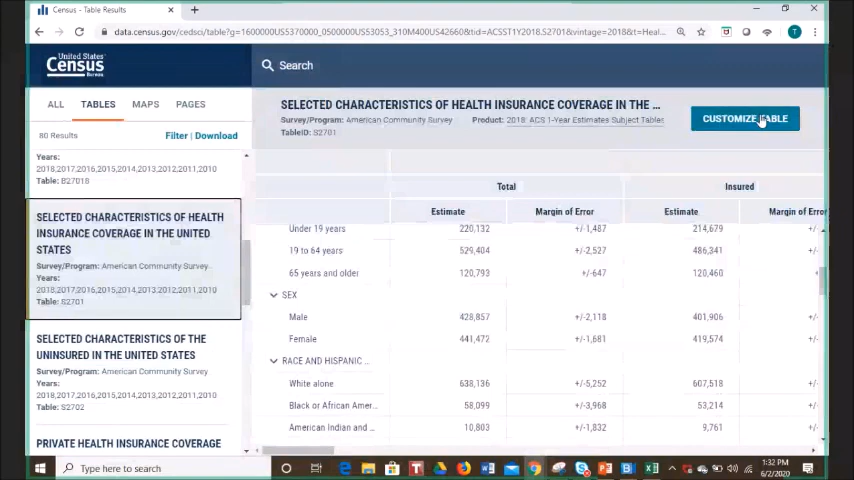 Census - Table Results
data.census.gov/cedsci/table?g=1600000US5370000_0500000US53053_310M400US42660&tid=ACSST1Y2018.S2701&vintage=2018&t=Heal...
United States®
Census
Bureau
Search
ALL TABLES MAPS PAGES
80 Results
Filter | Download
Years:
2018,2017,2016,2015,2014,2013,2012,2011,2010
Table: B27018
SELECTED CHARACTERISTICS OF HEALTH
INSURANCE COVERAGE IN THE UNITED
STATES
Survey/Program: American Community Survey
Years:
2018,2017,2016,2015,2014,2013,2012,2011,2010
Table: S2701
SELECTED CHARACTERISTICS OF THE
UNINSURED IN THE UNITED STATES
Survey/Program: American Community Survey
Years:
2018,2017,2016,2015,2014,2013,2012,2011,2010
Table: S2702
PRIVATE HEALTH INSURANCE COVERAGE
SELECTED CHARACTERISTICS OF HEALTH INSURANCE COVERAGE IN THE ...
Survey/Program: American Community Survey Product: 2018: ACS 1-Year Estimates Subject Tables
TableID: S2701
CUSTOMIZE TABLE
Total Insured
Estimate Margin of Error Estimate Margin of Error
Under 19 years 220,132 +/-1,487 214,679 +/-
19 to 64 years 529,404 +/-2,527 486,341 +/-
65 years and older 120,793 +/-647 120,460 +
SEX
Male 428,857 +/-2,118 401,906 +/-
Female 441,472 +/-1,681 419,574 +/-
RACE AND HISPANIC ...
White alone 638,136 +/-5,252 607,518 +/-
Black or African Amer... 58,099 +/-3,968 53,214 +/-
American Indian and ... 10,803 +/-1,832 9,761 +/-
Type here to search
1:32 PM
6/2/2020